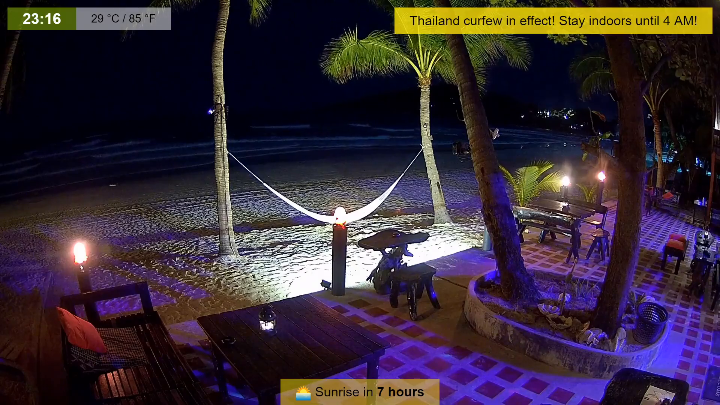 23:16
29 °C / 85 °F
Thailand curfew in effect! Stay indoors until 4 AM!
Sunrise in 7 hours